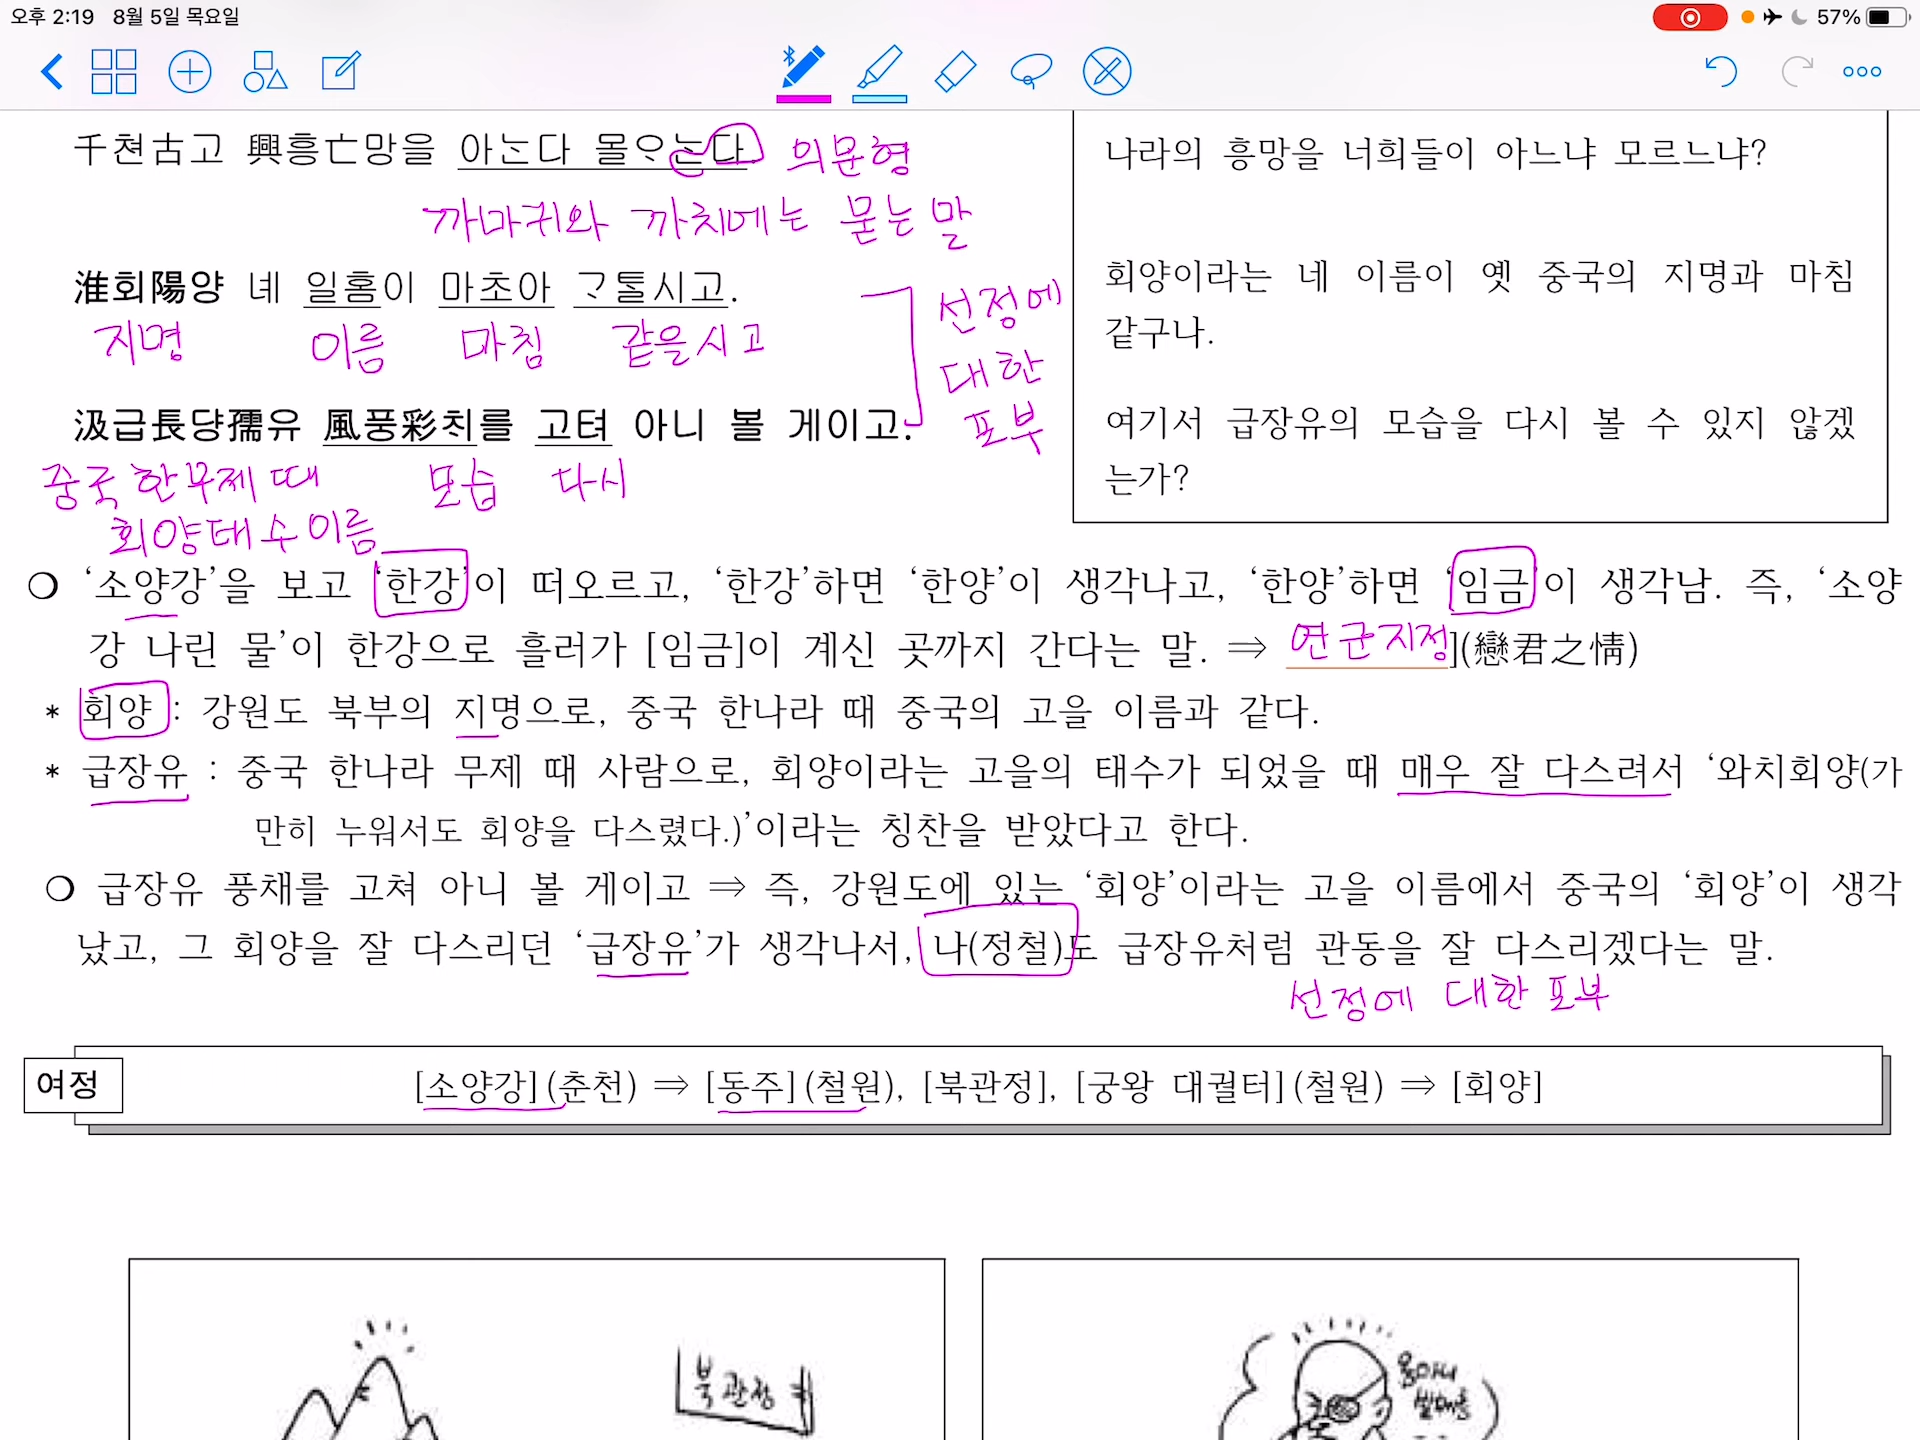 오후 2:19 8월 5일 목요일
57%
千쳔古고 興흥亡망을 아ᄂᆞᆫ다 몰ᄋᆞᄂᆞᆫ다 의문형
까마귀와 까치에는 묻는 말
淮회陽양 녜 일홈이 마초아 ᄀᆞᄐᆞᆯ시고.
지명 이름 마침 같을시고
선정에
대한
포부
汲급長댱孺유 風풍彩ᄎᆡ를 고텨 아니 볼 게이고.
중국 한무제 때 모습 다시
회양태수이름
나라의 흥망을 너희들이 아느냐 모르느냐?
회양이라는 네 이름이 옛 중국의 지명과 마침
같구나.
여기서 급장유의 모습을 다시 볼 수 있지 않겠
는가?
❍ ‘소양강’을 보고 ‘한강’이 떠오르고, ‘한강’하면 ‘한양’이 생각나고, ‘한양’하면 ‘임금’이 생각남. 즉, ‘소양
강 나린 물’이 한강으로 흘러가 [임금]이 계신 곳까지 간다는 말. ⇒ 연군지정](戀君之情)
* 회양 : 강원도 북부의 지명으로, 중국 한나라 때 중국의 고을 이름과 같다.
* 급장유 : 중국 한나라 무제 때 사람으로, 회양이라는 고을의 태수가 되었을 때 매우 잘 다스려서 ‘와치회양(가
만히 누워서도 회양을 다스렸다.)’이라는 칭찬을 받았다고 한다.
❍ 급장유 풍채를 고쳐 아니 볼 게이고 ⇒ 즉, 강원도에 있는 ‘회양’이라는 고을 이름에서 중국의 ‘회양’이 생각
났고, 그 회양을 잘 다스리던 ‘급장유’가 생각나서, 나(정철)도 급장유처럼 관동을 잘 다스리겠다는 말.
선정에 대한 포부
여정
[소양강](춘천) ⇒ [동주](철원), [북관정], [궁왕 대궐터](철원) ⇒ [회양]
북관정